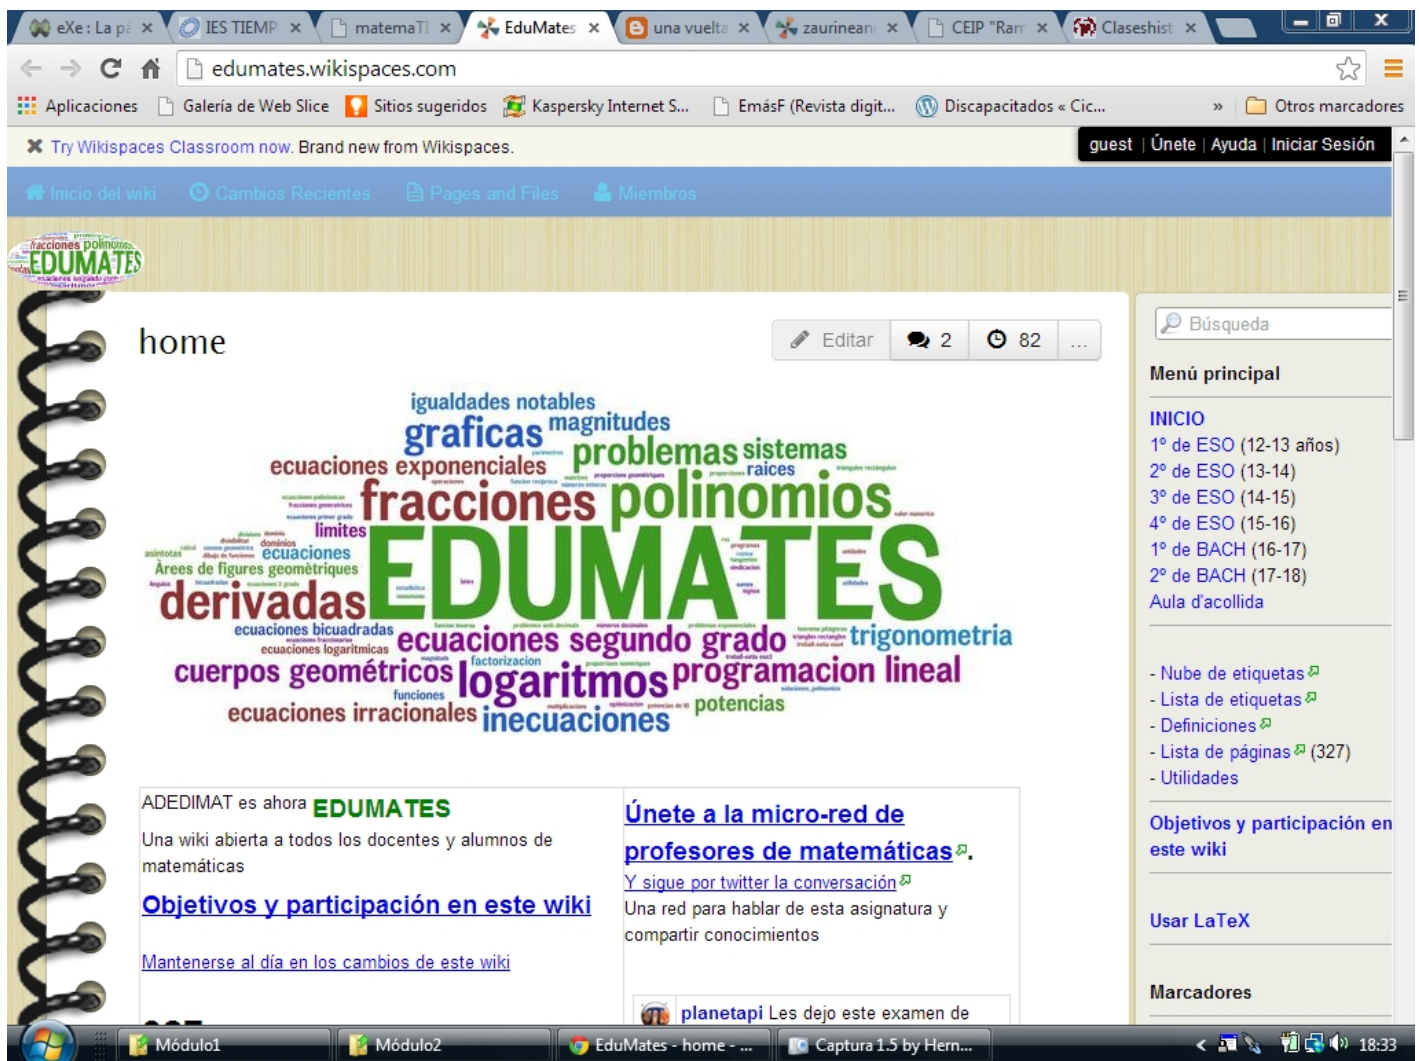 eXe : La pá
IES TIEMP
matemaTI
EduMates
una vuelta
zaurinean
CEIP "Ram
Claseshist
edumates.wikispaces.com
Aplicaciones
Galería de Web Slice
Sitios sugeridos
Kaspersky Internet S...
EmásF (Revista digit...
Discapacitados « Cic...
»
Otros marcadores
Try Wikispaces Classroom now. Brand new from Wikispaces.
guest | Únete | Ayuda | Iniciar Sesión
Inicio del wiki
Cambios Recientes
Pages and Files
Miembros
fracciones polinomios
EDUMATES
ecuaciones segundo grado
logaritmos
home
Editar
2
82
...
igualdades notables
graficas magnitudes
problemas sistemas
ecuaciones exponenciales
raices
fracciones polinomios
limites
dominios
asintotas
ecuaciones
Àrees de figures geomètriques
EDUMATES
derivadas
ecuaciones bicuadradas
ecuaciones logaritmicas
ecuaciones segundo grado
trigonometria
cuerpos geométricos
factorizacion
logaritmos
programacion lineal
funciones
ecuaciones irracionales
inecuaciones
potencias
ADEDIMAT es ahora EDUMATES
Una wiki abierta a todos los docentes y alumnos de
matemáticas
Objetivos y participación en este wiki
Mantenerse al día en los cambios de este wiki
Únete a la micro-red de
profesores de matemáticas.
Y sigue por twitter la conversación
Una red para hablar de esta asignatura y
compartir conocimientos
planetapi Les dejo este examen de
Búsqueda
Menú principal
INICIO
1º de ESO (12-13 años)
2º de ESO (13-14)
3º de ESO (14-15)
4º de ESO (15-16)
1º de BACH (16-17)
2º de BACH (17-18)
Aula d'acollida
- Nube de etiquetas
- Lista de etiquetas
- Definiciones
- Lista de páginas (327)
- Utilidades
Objetivos y participación en
este wiki
Usar LaTeX
Marcadores
Módulo1
Módulo2
EduMates - home - ...
Captura 1.5 by Hern...
18:33